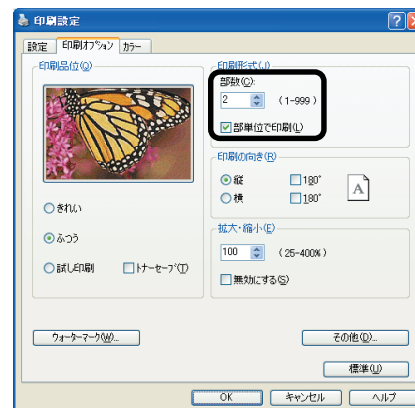 印刷設定
設定 印刷ｵﾌﾟｼｮﾝ ｶﾗｰ
印刷品位(Q)
きれい
ふつう
試し印刷 ﾄﾅｰｾｰﾌﾞ(T)
印刷形式(J)
部数(C):
2 (1-999)
部単位で印刷(L)
印刷の向き(R)
縦 180°
横 180°
A
拡大・縮小(E)
100 (25-400%)
無効にする(S)
ｳｫｰﾀｰﾏｰｸ(W)...
その他(D)...
標準(U)
OK キャンセル ヘルプ